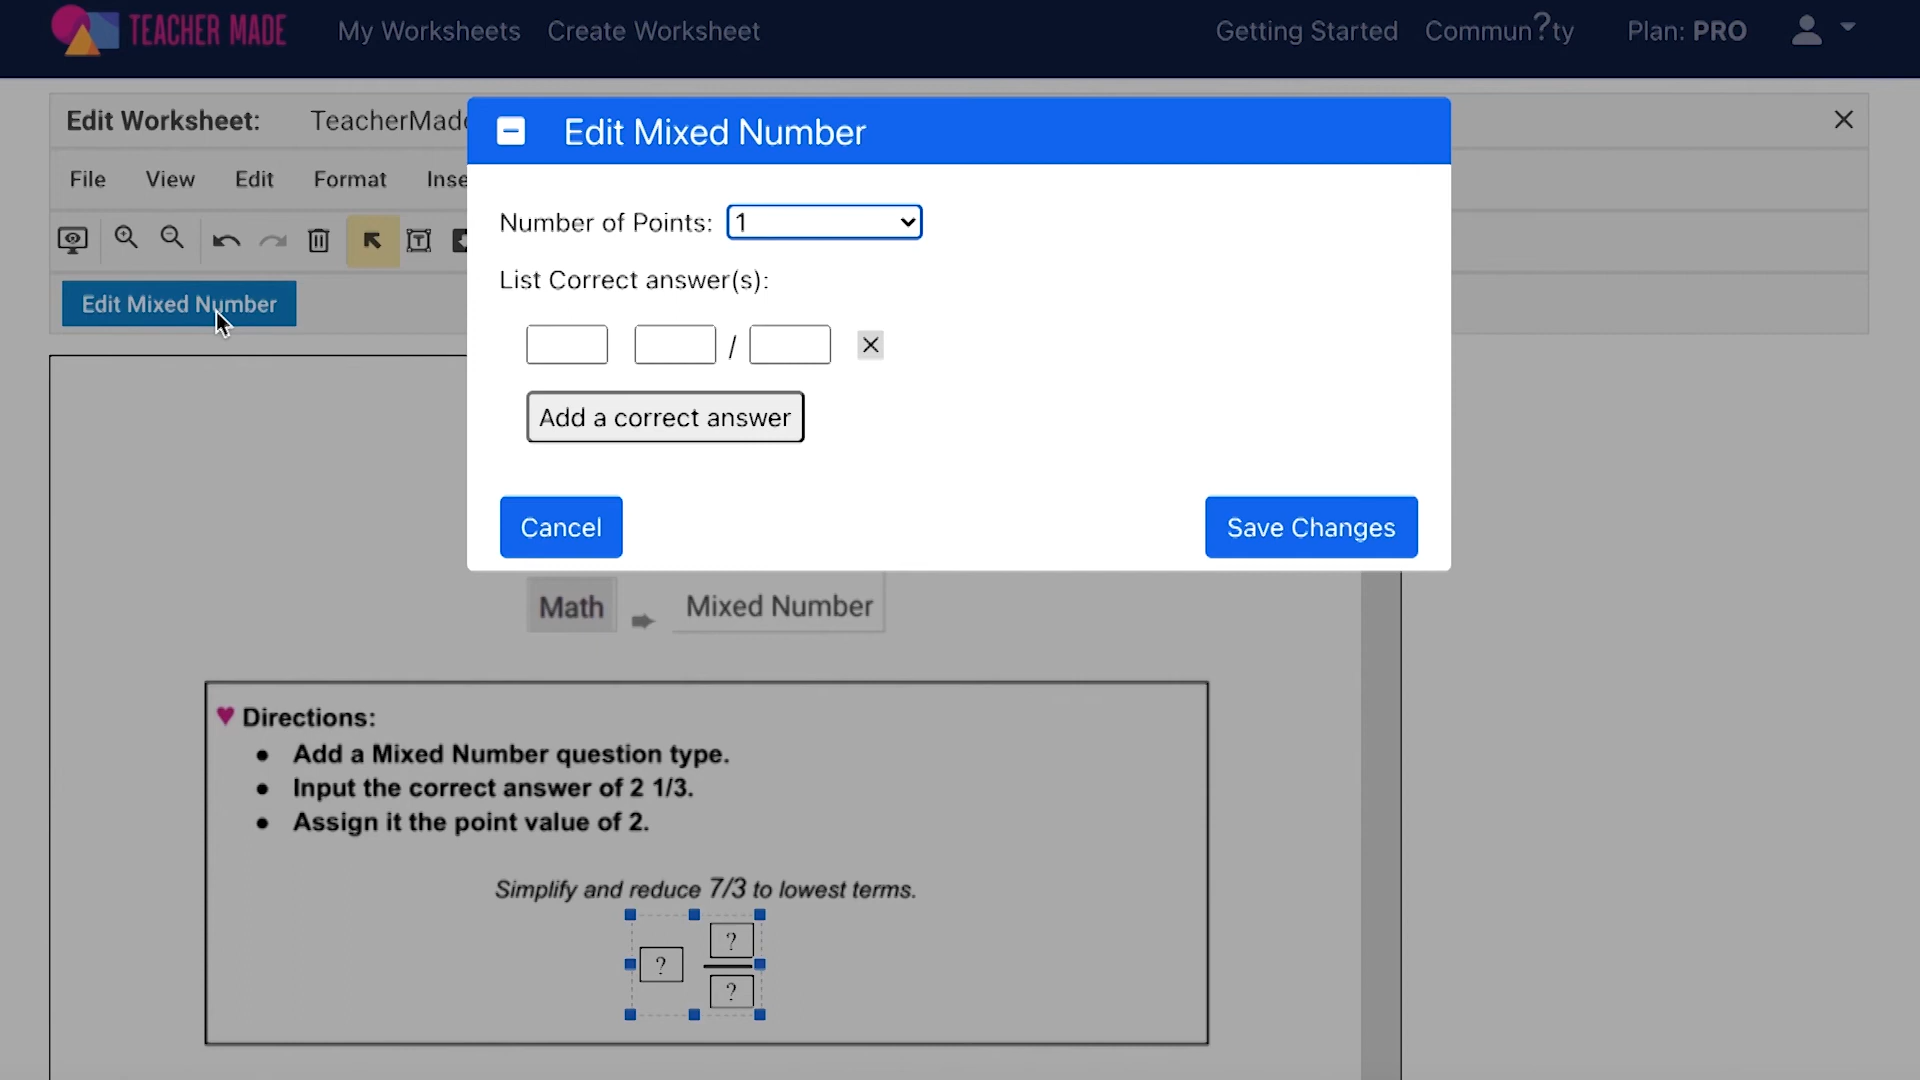 TEACHER MADE My Worksheets Create Worksheet Getting Started Commun?ty Plan: PRO
Edit Worksheet: TeacherMade
Edit Mixed Number
File View Edit Format Inse
Number of Points: 1
List Correct answer(s):
Edit Mixed Number
/
Add a correct answer
Cancel Save Changes
Math Mixed Number
Directions:
• Add a Mixed Number question type.
• Input the correct answer of 2 1/3.
• Assign it the point value of 2.
Simplify and reduce 7/3 to lowest terms.
?
?
?